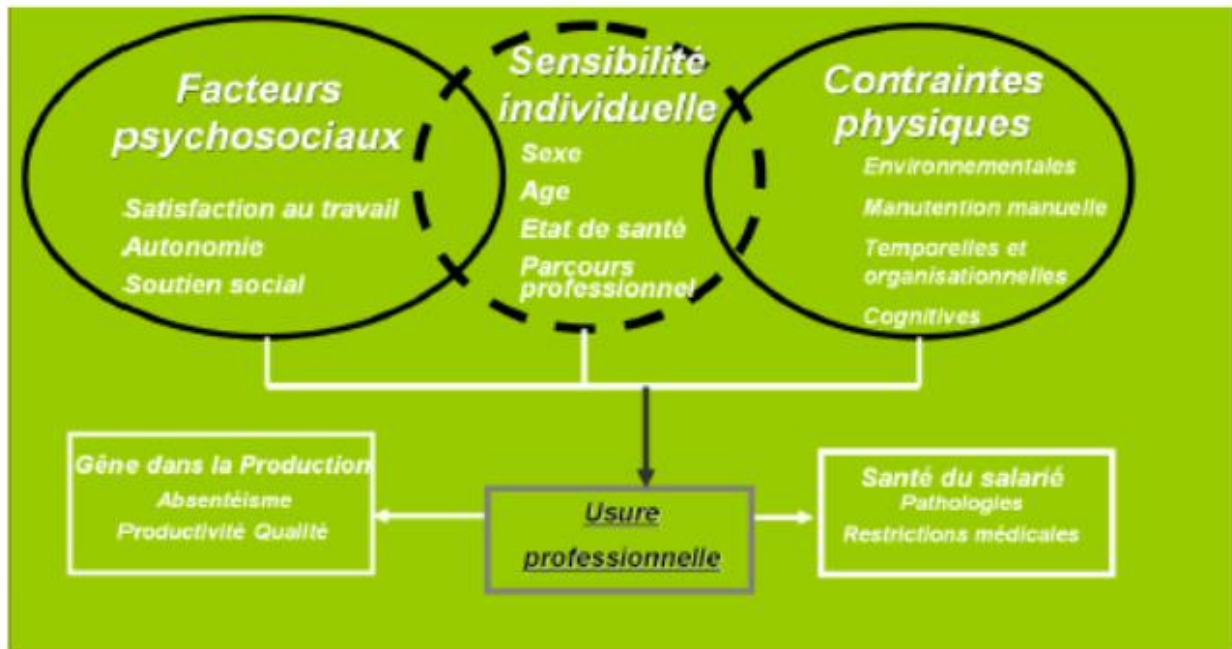 Facteurs
psychosociaux
Satisfaction au travail
Autonomie
Soutien social
Sensibilité
individuelle
Sexe
Age
Etat de santé
Parcours
professionnel
Contraintes
physiques
Environnementales
Manutention manuelle
Temporelles et
organisationnelles
Cognitives
Gêne dans la Production
Absentéisme
Productivité Qualité
Usure
professionnelle
Santé du salarié
Pathologies
Restrictions médicales